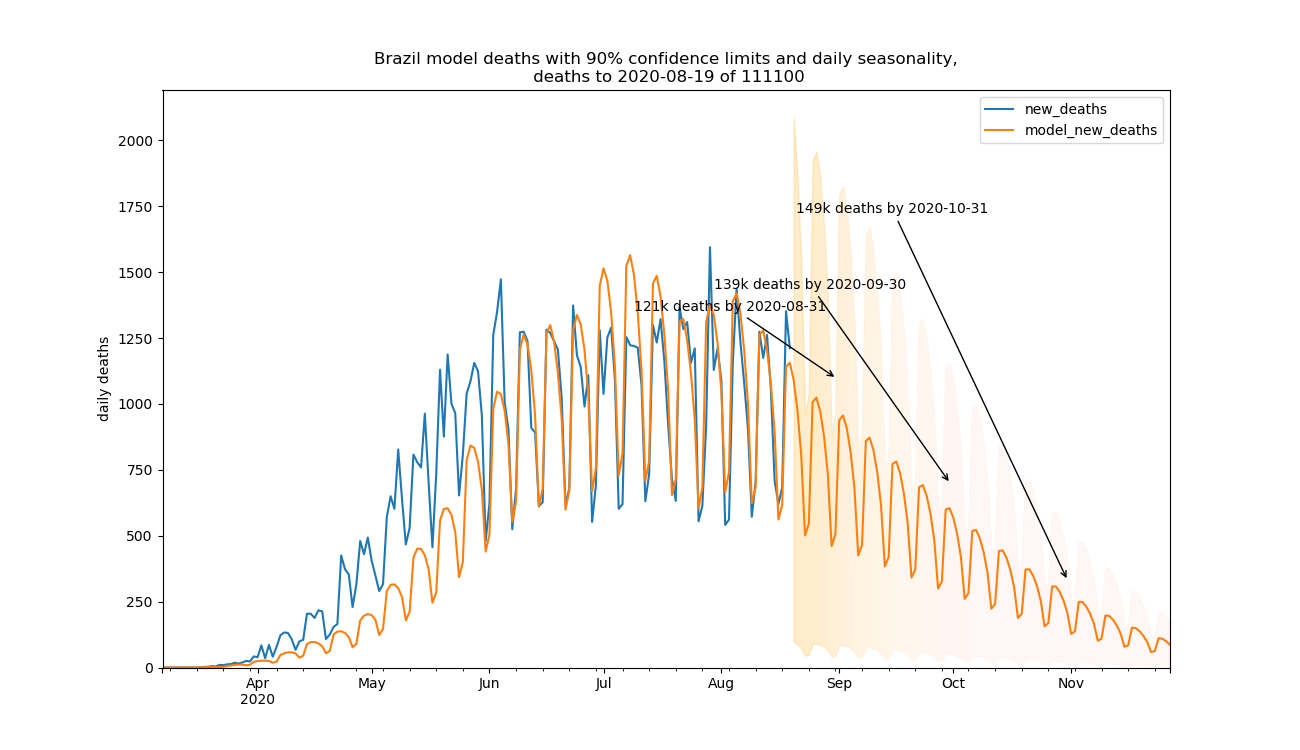 Brazil model deaths with 90% confidence limits and daily seasonality,
deaths to 2020-08-19 of 111100
new_deaths
model_new_deaths
2000
1750
1500
1250
1000
750
500
250
0
daily deaths
149k deaths by 2020-10-31
139k deaths by 2020-09-30
121k deaths by 2020-08-31
Apr
2020
May
Jun
Jul
Aug
Sep
Oct
Nov